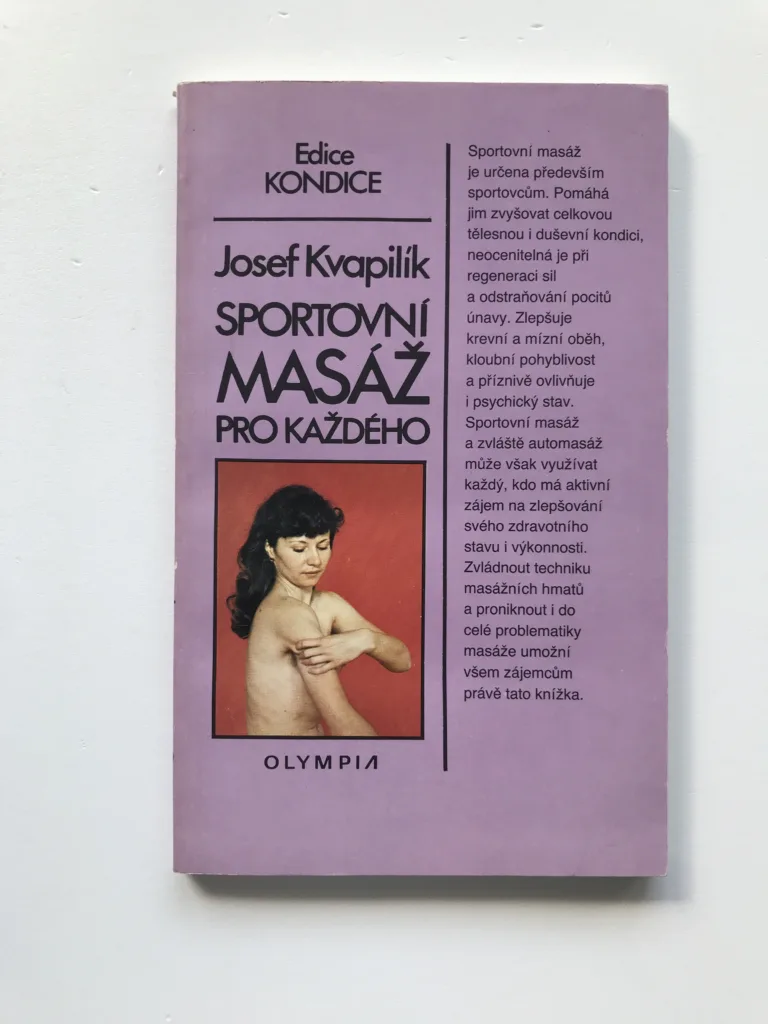 Edice
KONDICE
Josef Kvapilík
SPORTOVNÍ
MASÁŽ
PRO KAŽDÉHO
OLYMPIA
Sportovní masáž
je určena především
sportovcům. Pomáhá
jim zvyšovat celkovou
tělesnou i duševní kondici,
neocenitelná je při
regeneraci sil
a odstraňování pocitů
únavy. Zlepšuje
krevní a mízní oběh,
kloubní pohyblivost
a příznivě ovlivňuje
i psychický stav.
Sportovní masáž
a zvláště automasáž
může však využívat
každý, kdo má aktivní
zájem na zlepšování
svého zdravotního
stavu i výkonnosti.
Zvládnout techniku
masážních hmatů
a proniknout i do
celé problematiky
masáže umožní
všem zájemcům
právě tato knížka.